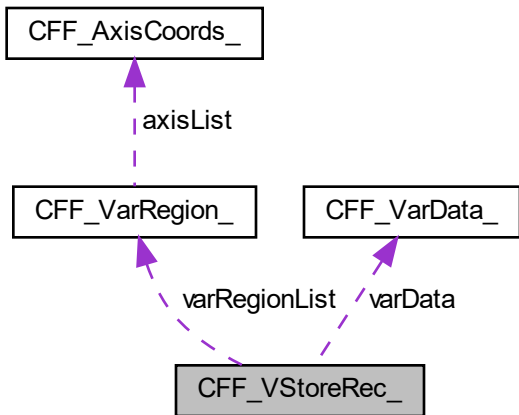 CFF_AxisCoords_
axisList
CFF_VarRegion_
CFF_VarData_
varRegionList
varData
CFF_VStoreRec_